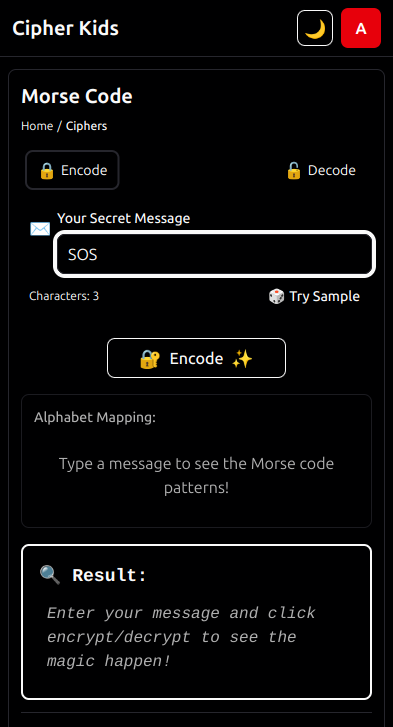 Cipher Kids
A
Morse Code
Home / Ciphers
Encode
Decode
Your Secret Message
SOS
Characters: 3
Try Sample
Encode
Alphabet Mapping:
Type a message to see the Morse code
patterns!
Result:
Enter your message and click
encrypt/decrypt to see the
magic happen!